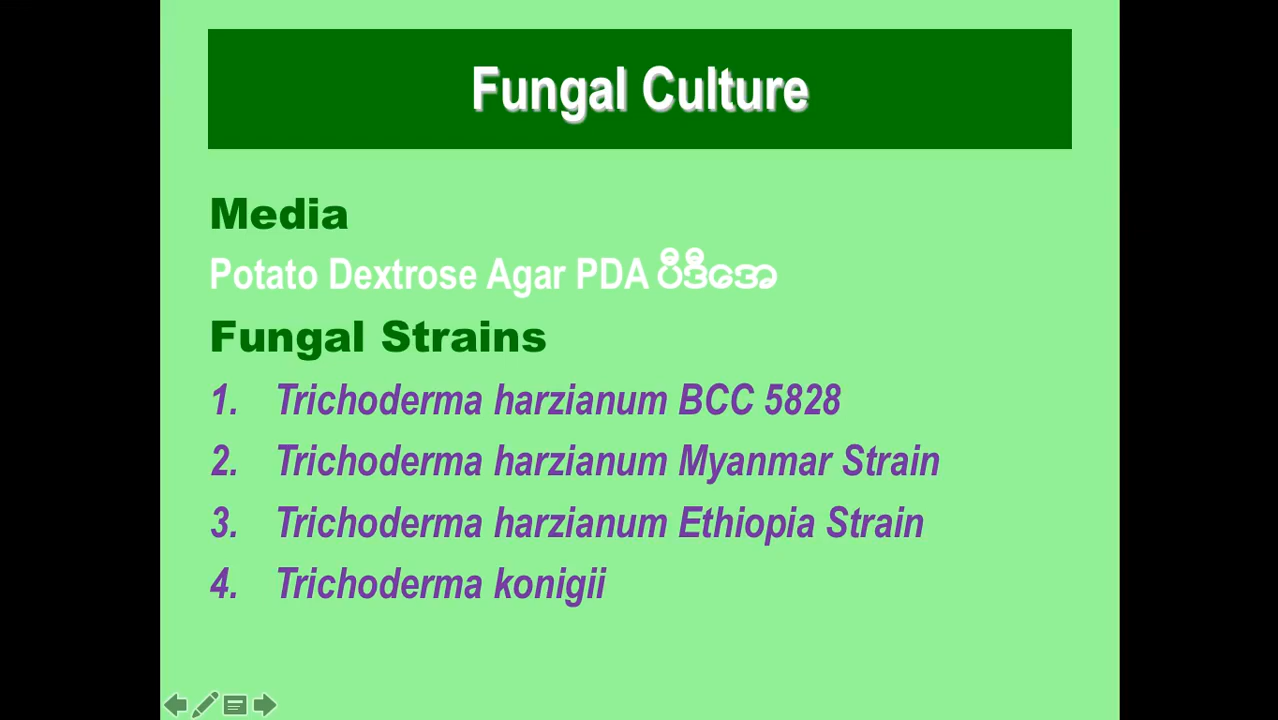 Fungal Culture
Media
Potato Dextrose Agar PDA ပီဒီအေ
Fungal Strains
1. Trichoderma harzianum BCC 5828
2. Trichoderma harzianum Myanmar Strain
3. Trichoderma harzianum Ethiopia Strain
4. Trichoderma konigii